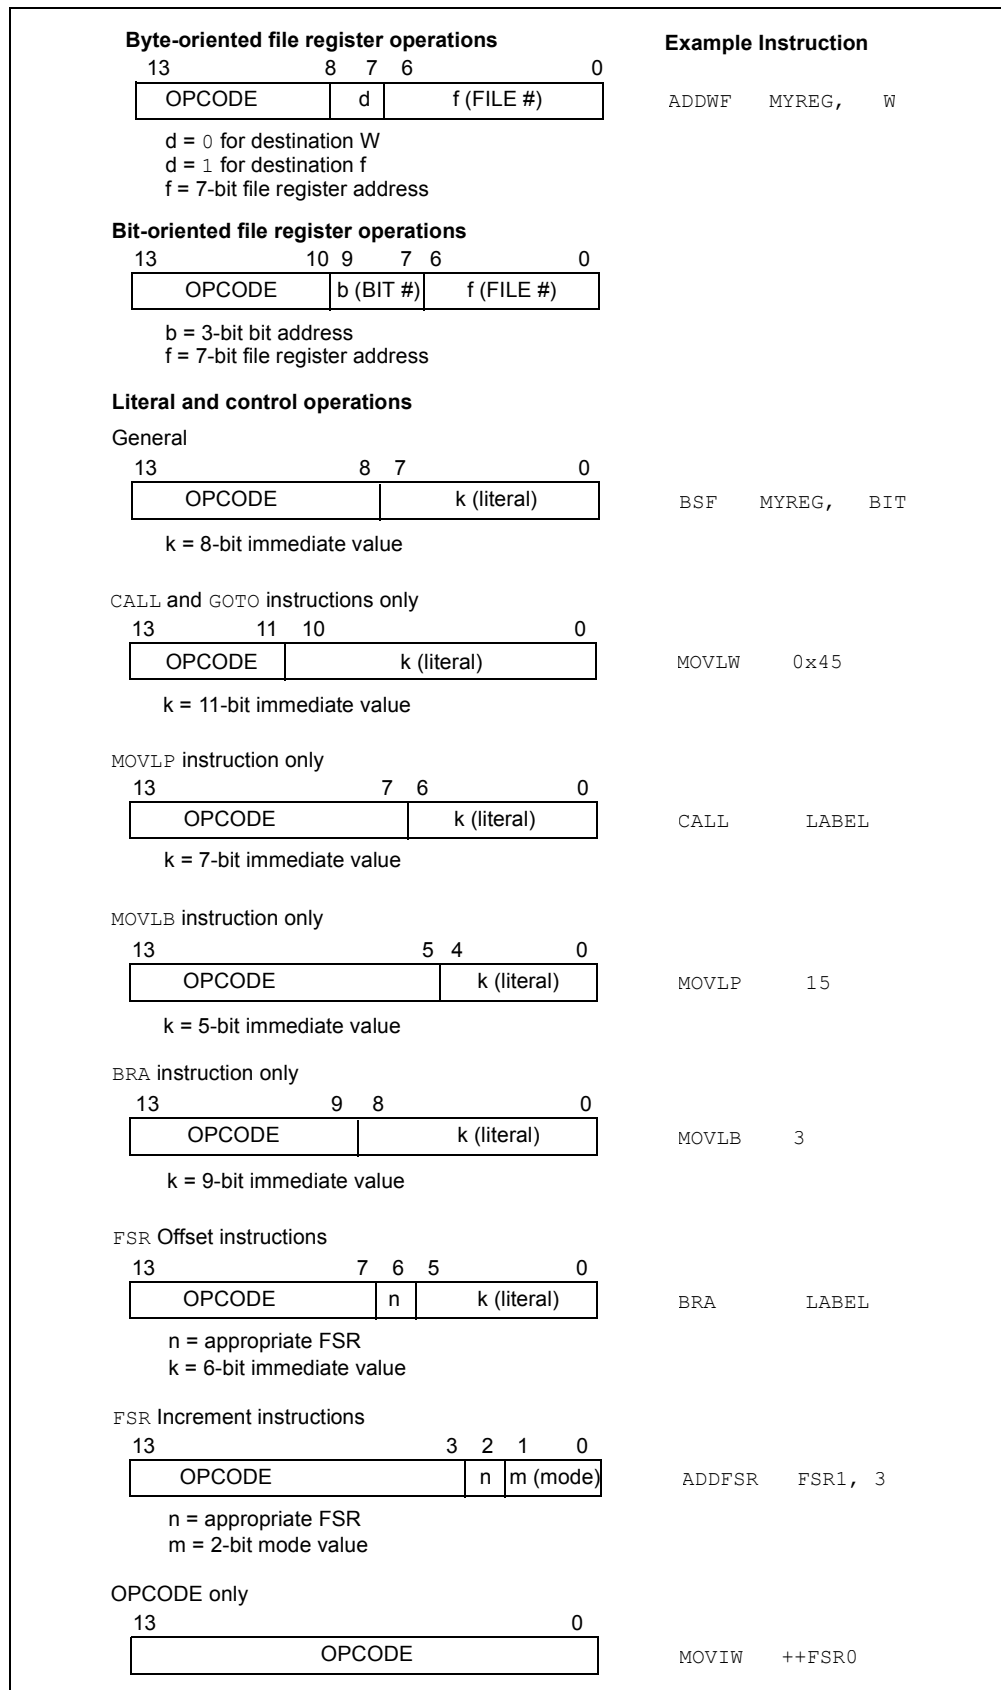 Byte-oriented file register operations Example Instruction
13 8 7 6 0
OPCODE d f (FILE #) ADDWF MYREG, W
d = 0 for destination W
d = 1 for destination f
f = 7-bit file register address
Bit-oriented file register operations
13 10 9 7 6 0
OPCODE b (BIT #) f (FILE #)
b = 3-bit bit address
f = 7-bit file register address
Literal and control operations
General
13 8 7 0
OPCODE k (literal) BSF MYREG, BIT
k = 8-bit immediate value
CALL and GOTO instructions only
13 11 10 0
OPCODE k (literal) MOVLW 0x45
k = 11-bit immediate value
MOVLP instruction only
13 7 6 0
OPCODE k (literal) CALL LABEL
k = 7-bit immediate value
MOVLB instruction only
13 5 4 0
OPCODE k (literal) MOVLP 15
k = 5-bit immediate value
BRA instruction only
13 9 8 0
OPCODE k (literal) MOVLB 3
k = 9-bit immediate value
FSR Offset instructions
13 7 6 5 0
OPCODE n k (literal) BRA LABEL
n = appropriate FSR
k = 6-bit immediate value
FSR Increment instructions
13 3 2 1 0
OPCODE n m (mode) ADDFSR FSR1, 3
n = appropriate FSR
m = 2-bit mode value
OPCODE only
13 0
OPCODE MOVIW ++FSR0